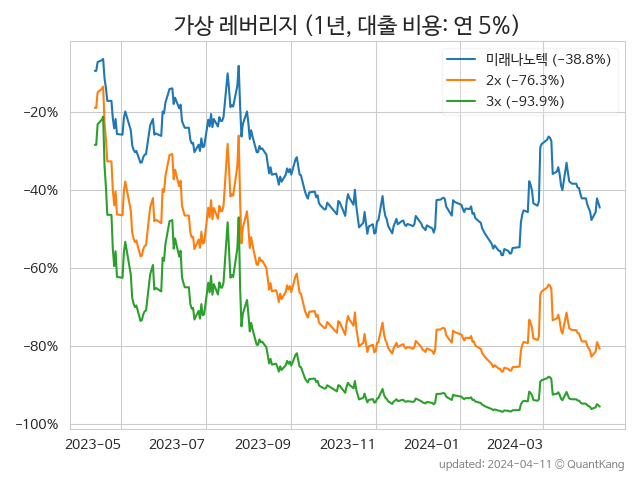 가상 레버리지 (1년, 대출 비용: 연 5%)
미래나노텍 (−38.8%)
2x (−76.3%)
3x (−93.9%)
−20%
−40%
−60%
−80%
−100%
2023-05 2023-07 2023-09 2023-11 2024-01 2024-03
updated: 2024-04-11 © QuantKang